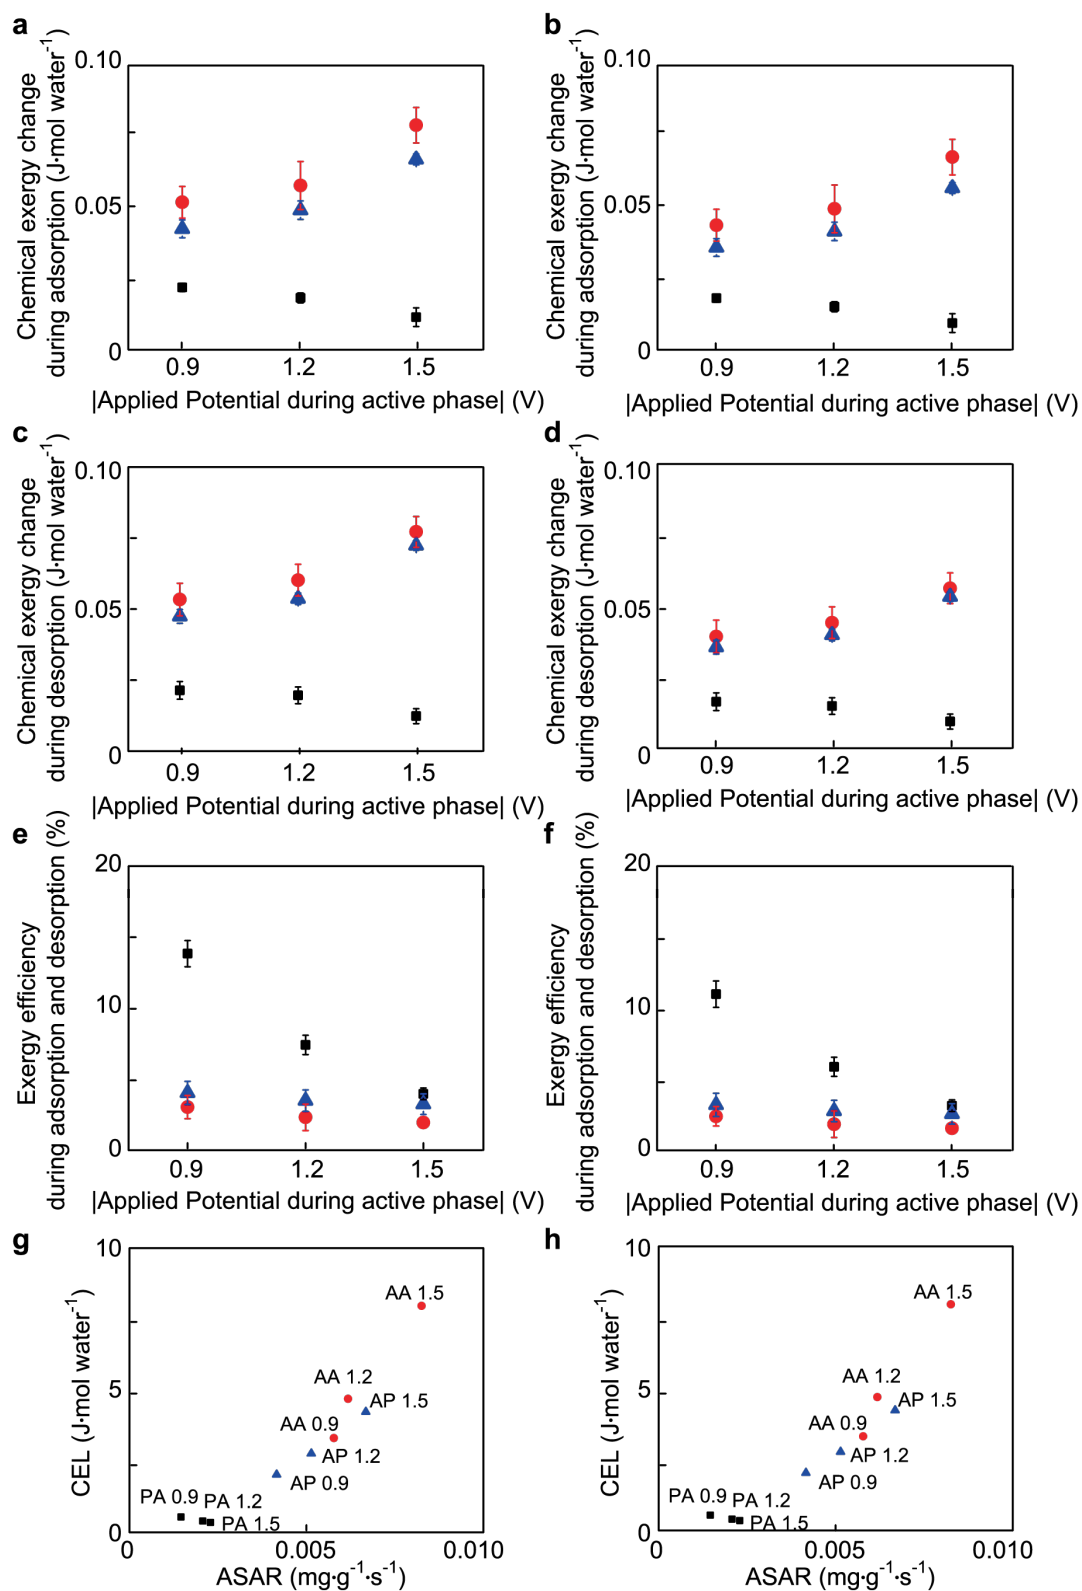 a
Chemical exergy change
during adsorption (J·mol water⁻¹)
0.10
0.05
0
0.9 1.2 1.5
|Applied Potential during active phase| (V)
b
Chemical exergy change
during adsorption (J·mol water⁻¹)
0.10
0.05
0
0.9 1.2 1.5
|Applied Potential during active phase| (V)
c
Chemical exergy change
during desorption (J·mol water⁻¹)
0.10
0.05
0
0.9 1.2 1.5
|Applied Potential during active phase| (V)
d
Chemical exergy change
during desorption (J·mol water⁻¹)
0.10
0.05
0
0.9 1.2 1.5
|Applied Potential during active phase| (V)
e
Exergy efficiency
during adsorption and desorption (%)
20
10
0
0.9 1.2 1.5
|Applied Potential during active phase| (V)
f
Exergy efficiency
during adsorption and desorption (%)
20
10
0
0.9 1.2 1.5
|Applied Potential during active phase| (V)
g
CEL (J·mol water⁻¹)
10
5
0
AA 1.5
AA 1.2
AP 1.5
AA 0.9
AP 1.2
AP 0.9
PA 0.9
PA 1.2
PA 1.5
0 0.005 0.010
ASAR (mg·g⁻¹·s⁻¹)
h
CEL (J·mol water⁻¹)
10
5
0
AA 1.5
AA 1.2
AP 1.5
AA 0.9
AP 1.2
AP 0.9
PA 0.9
PA 1.2
PA 1.5
0 0.005 0.010
ASAR (mg·g⁻¹·s⁻¹)